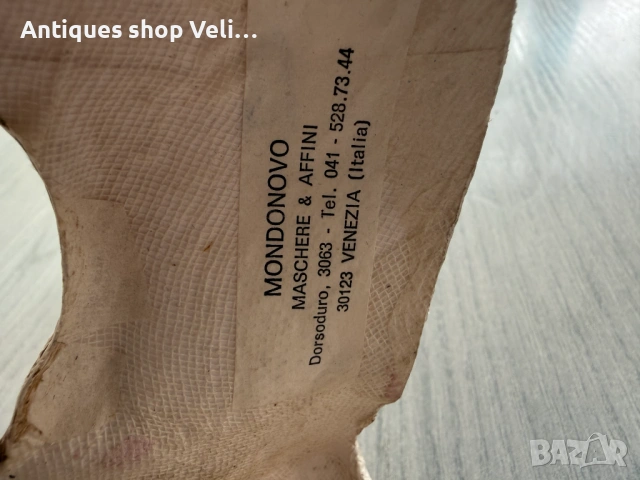 Antiques shop Veli...
MONDONOVO
MASCHERE & AFFINI
Dorsoduro, 3063 - Tel. 041 - 528.73.44
30123 VENEZIA (Italia)
BAZAR